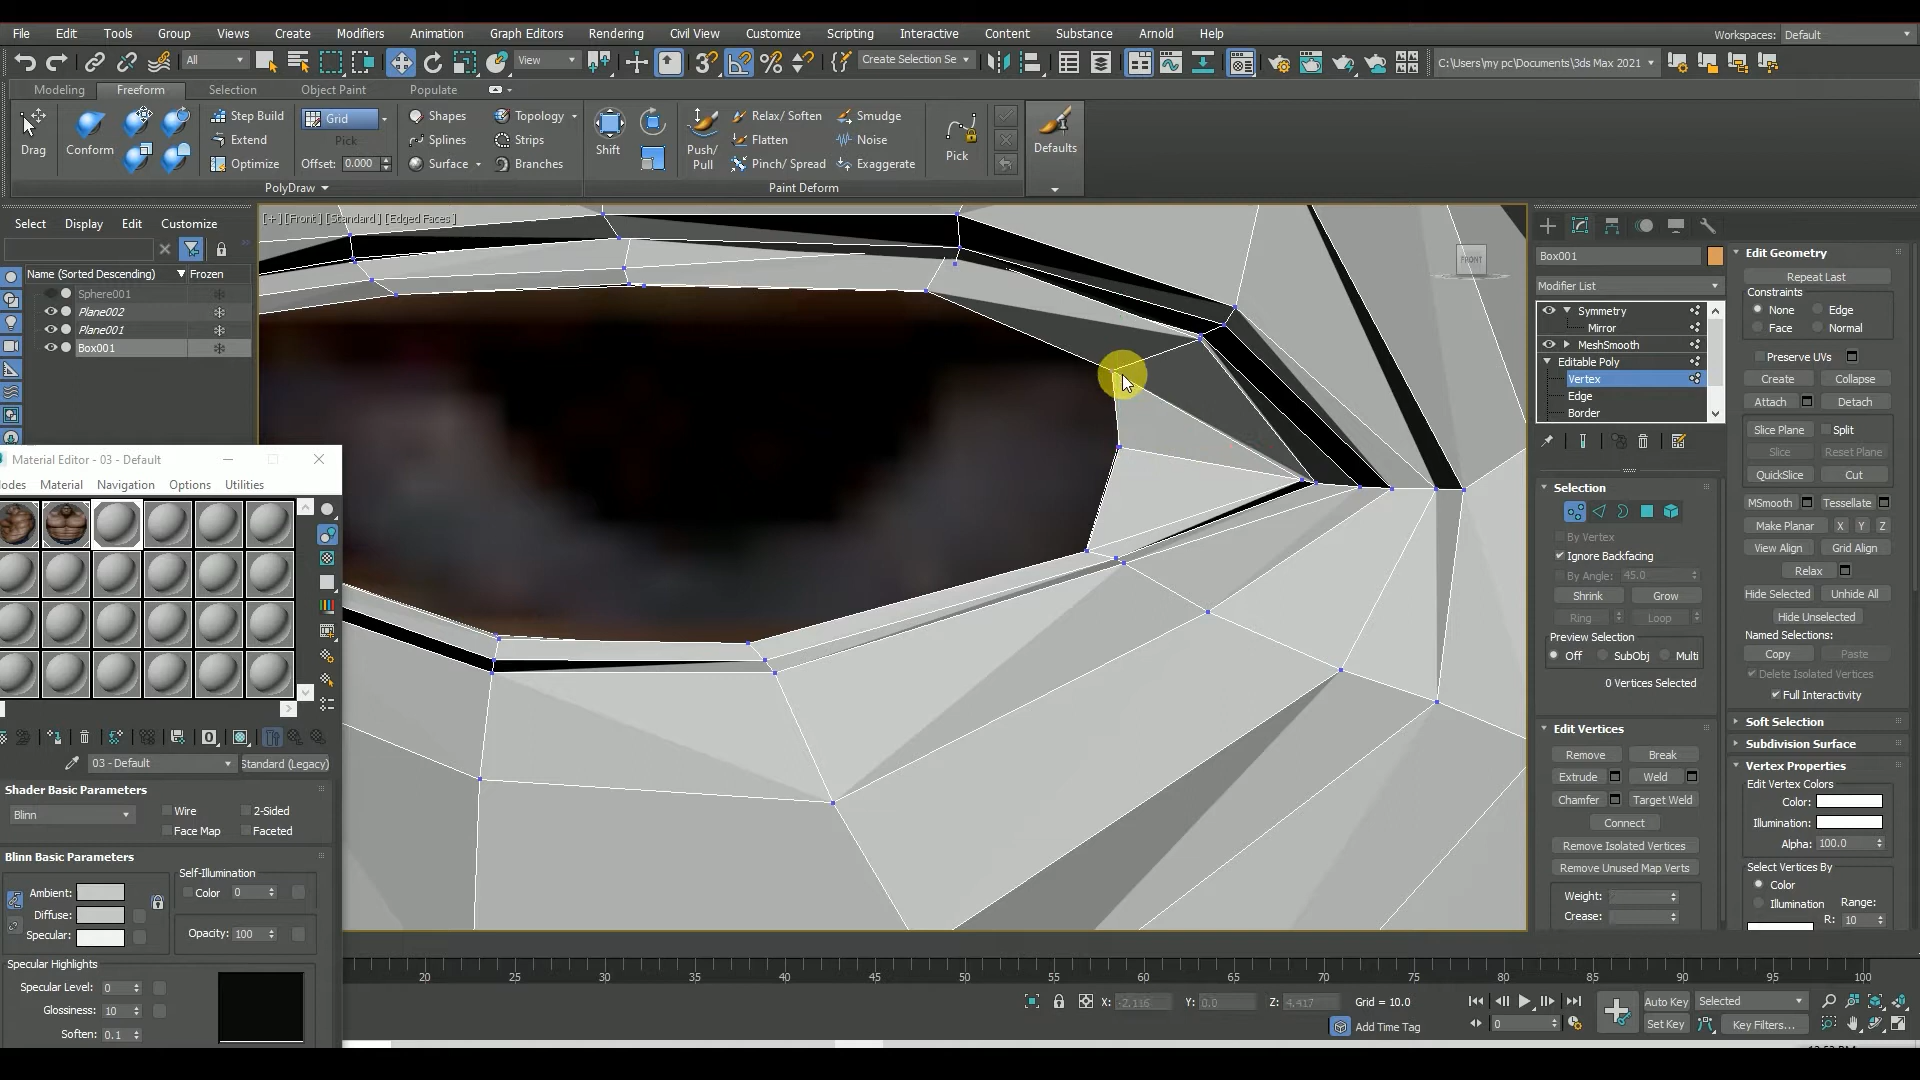 File Edit Tools Group Views Create Modifiers Animation Graph Editors Rendering Civil View Customize Scripting Interactive Content Substance Arnold Help
Workspaces: Default
All View Create Selection Se C:\Users\my pc\Documents\3ds Max 2021
Modeling Freeform Selection Object Paint Populate
Step Build Grid Shapes Topology Relax/ Soften Smudge
Drag Conform Extend Pick Splines Strips Shift Push/ Pull Flatten Noise Pick Defaults
Optimize Offset: 0.000 Surface Branches Pinch/ Spread Exaggerate
PolyDraw Paint Deform
Select Display Edit Customize
[+] [Front] [Standard] [Edged Faces]
FRONT
Name (Sorted Descending) Frozen
Sphere001
Plane002
Plane001
Box001
Material Editor - 03 - Default
Modes Material Navigation Options Utilities
03 - Default Standard (Legacy)
Shader Basic Parameters
Blinn Wire 2-Sided
Face Map Faceted
Blinn Basic Parameters
Self-Illumination
Ambient: Color 0
Diffuse:
Specular: Opacity: 100
Specular Highlights
Specular Level: 0
Glossiness: 10
Soften: 0.1
Box001
Modifier List
Symmetry
Mirror
MeshSmooth
Editable Poly
Vertex
Edge
Border
Selection
By Vertex
Ignore Backfacing
By Angle: 45.0
Shrink Grow
Ring Loop
Preview Selection
Off SubObj Multi
0 Vertices Selected
Edit Vertices
Remove Break
Extrude Weld
Chamfer Target Weld
Connect
Remove Isolated Vertices
Remove Unused Map Verts
Weight:
Crease:
Edit Geometry
Repeat Last
Constraints
None Edge
Face Normal
Preserve UVs
Create Collapse
Attach Detach
Slice Plane Split
Slice Reset Plane
QuickSlice Cut
MSmooth Tessellate
Make Planar X Y Z
View Align Grid Align
Relax
Hide Selected Unhide All
Hide Unselected
Named Selections:
Copy Paste
Delete Isolated Vertices
Full Interactivity
Soft Selection
Subdivision Surface
Vertex Properties
Edit Vertex Colors
Color:
Illumination:
Alpha: 100.0
Select Vertices By
Color
Illumination Range:
R: 10
20 25 30 35 40 45 50 55 60 65 70 75 80 85 90 95 100
X: -2.116 Y: 0.0 Z: 4.417 Grid = 10.0
Add Time Tag
0
Auto Key Selected
Set Key Key Filters...